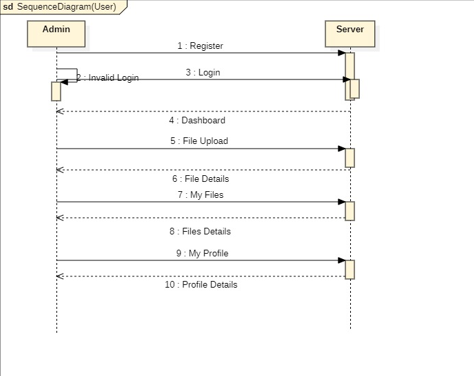 sd SequenceDiagram(User)
Admin
Server
1 : Register
2 : Invalid Login
3 : Login
4 : Dashboard
5 : File Upload
6 : File Details
7 : My Files
8 : Files Details
9 : My Profile
10 : Profile Details